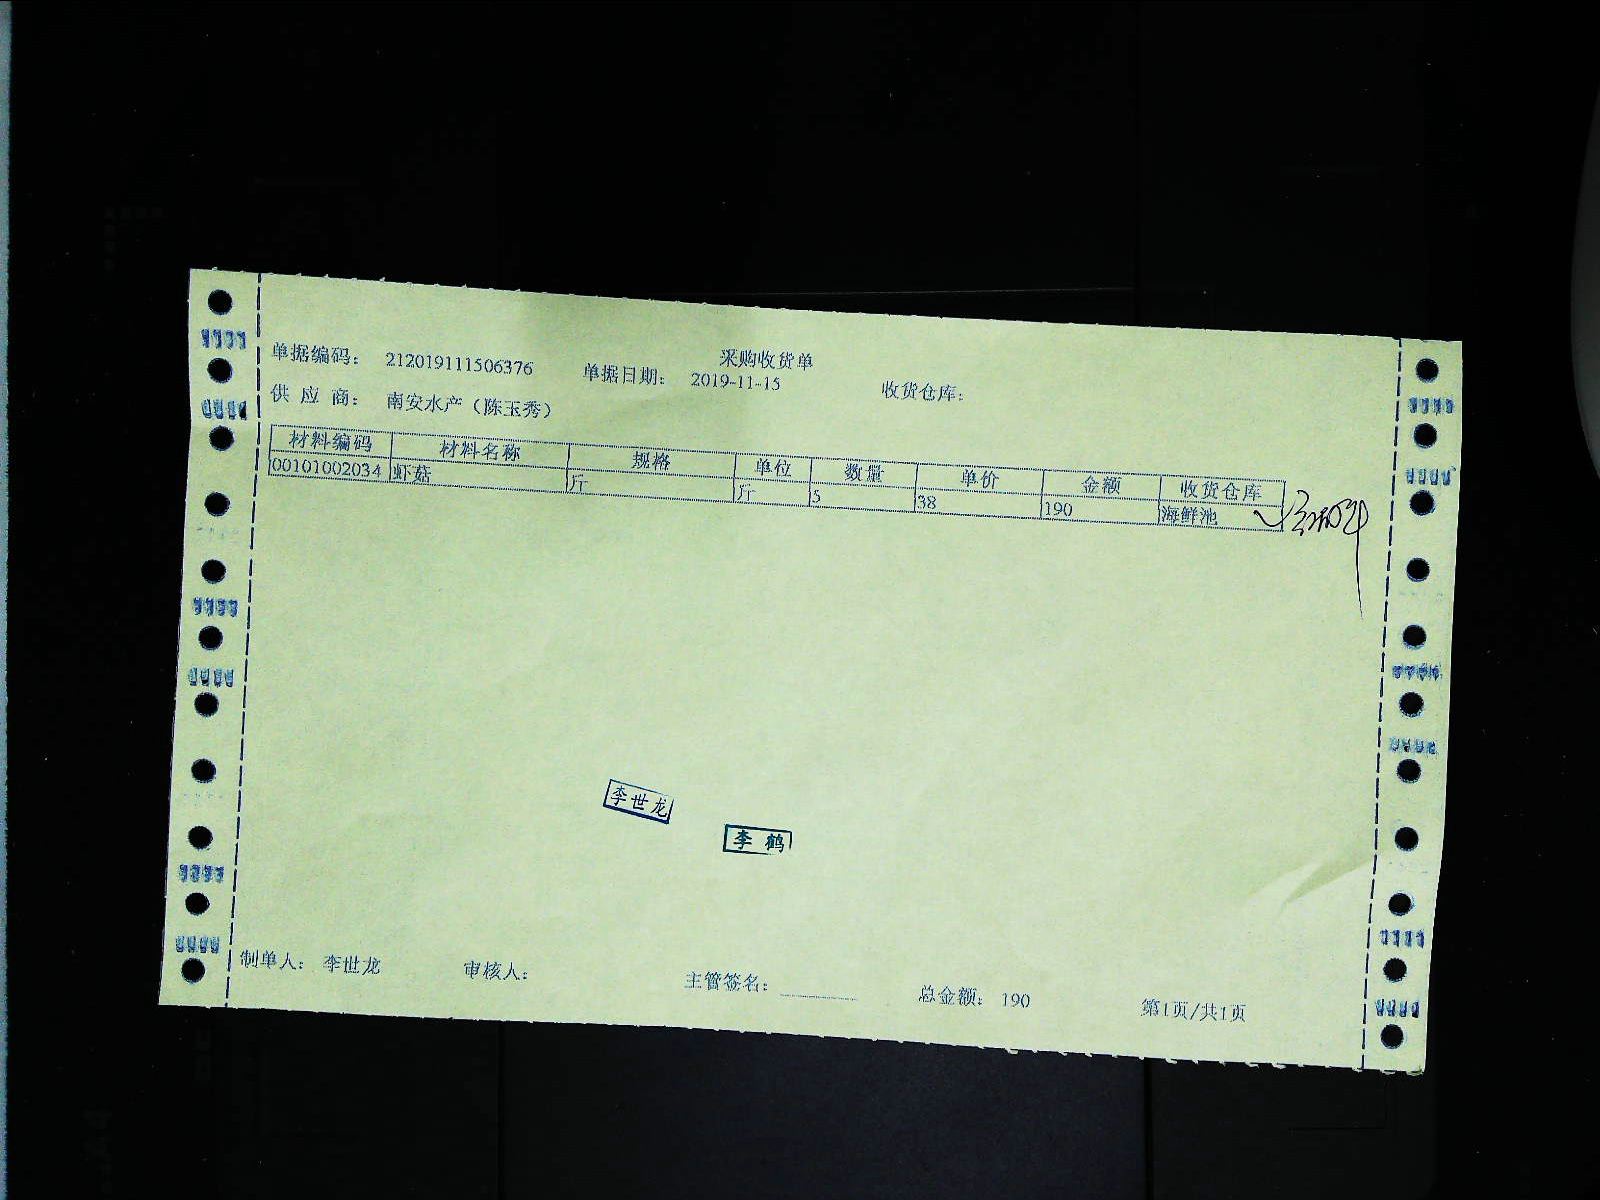 采购收货单
单据编码： 212019111506376 单据日期： 2019-11-15 收货仓库：
供 应 商： 南安水产（陈玉秀）
材料编码 材料名称 规格 单位 数量 单价 金额 收货仓库
00101002034 虾菇 斤 斤 5 38 190 海鲜池
李世龙
李 鹤
制单人： 李世龙 审核人： 主管签名： 总金额： 190 第1页/共1页